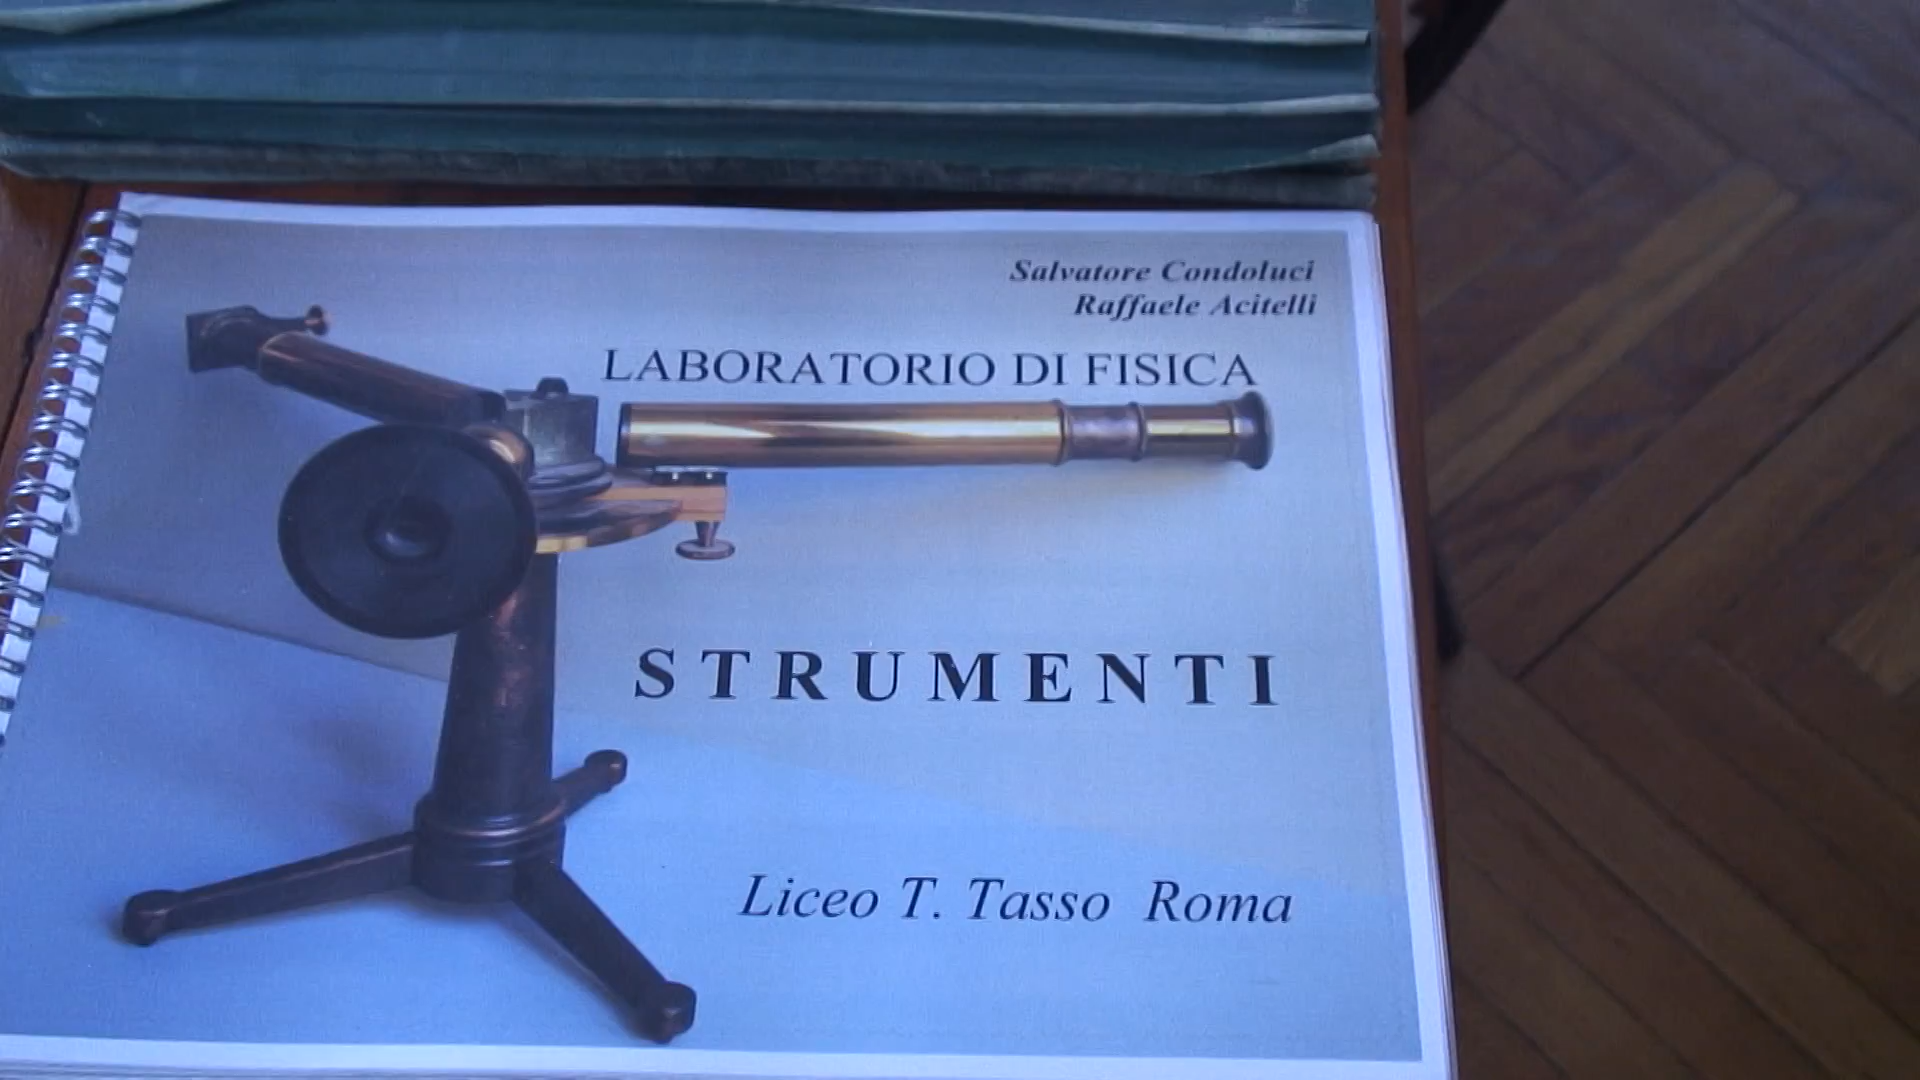 Salvatore Condoluci
Raffaele Acitelli
LABORATORIO DI FISICA
STRUMENTI
Liceo T. Tasso Roma